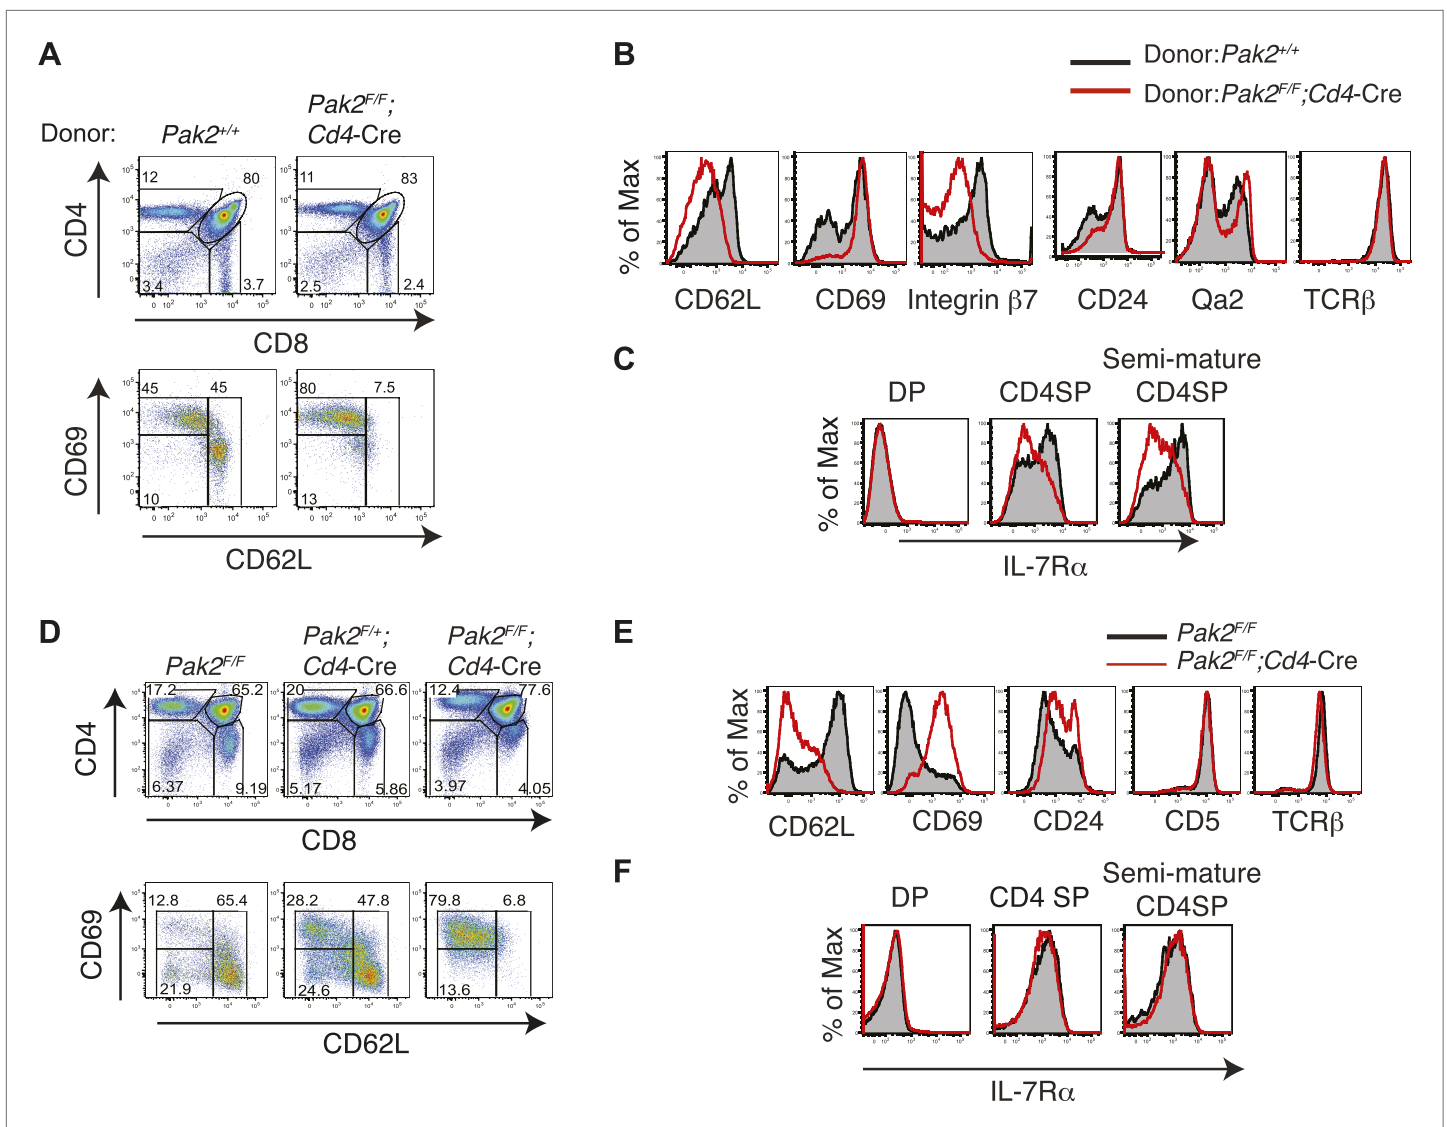 A
Donor:
Pak2+/+
Pak2F/F;
Cd4-Cre
CD4
12
80
3.4
3.7
11
83
2.5
2.4
CD8
CD69
45
45
10
80
7.5
13
CD62L
B
Donor:Pak2+/+
Donor:Pak2F/F;Cd4-Cre
% of Max
CD62L
CD69
Integrin β7
CD24
Qa2
TCRβ
C
DP
CD4SP
Semi-mature
CD4SP
% of Max
IL-7Rα
D
Pak2F/F
Pak2F/+;
Cd4-Cre
Pak2F/F;
Cd4-Cre
CD4
17.2
65.2
6.37
9.19
20
66.6
5.17
5.86
12.4
77.6
3.97
4.05
CD8
CD69
12.8
65.4
21.9
28.2
47.8
24.6
79.8
6.8
13.6
CD62L
E
Pak2F/F
Pak2F/F;Cd4-Cre
% of Max
CD62L
CD69
CD24
CD5
TCRβ
F
DP
CD4 SP
Semi-mature
CD4SP
% of Max
IL-7Rα